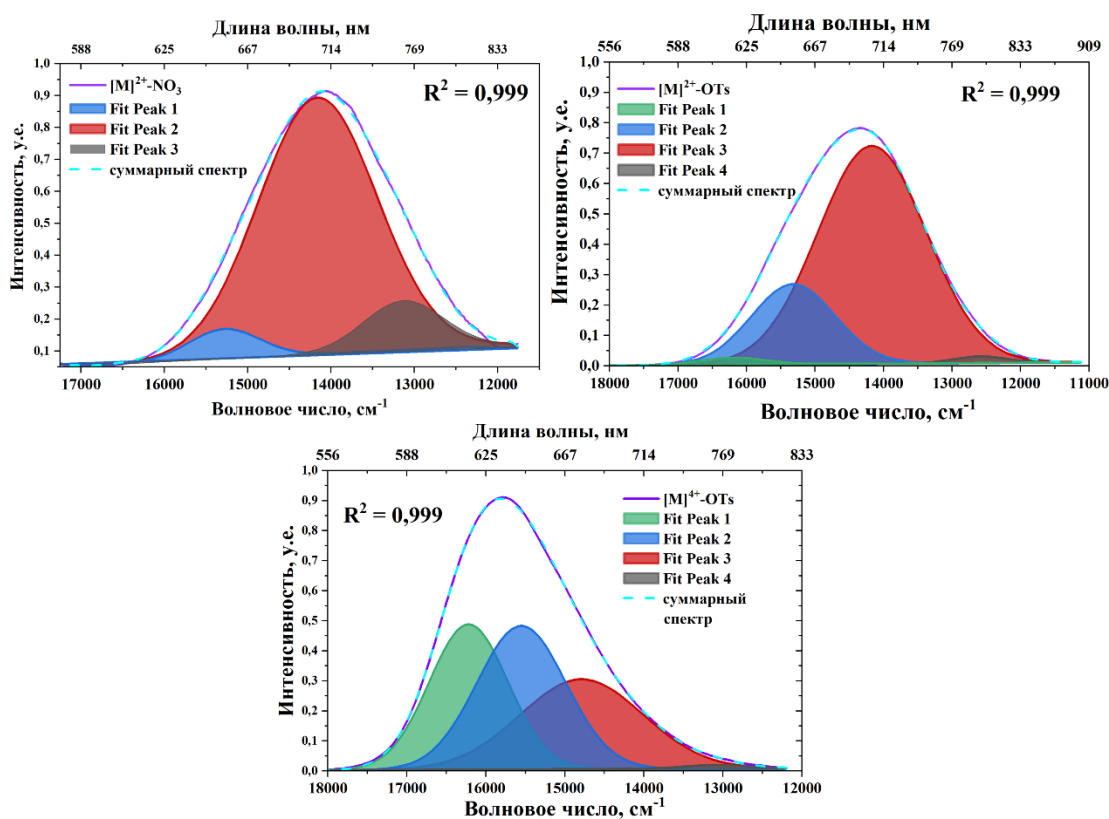 Длина волны, нм
588 625 667 714 769 833
1,0
0,9
0,8
0,7
0,6
0,5
0,4
0,3
0,2
0,1
Интенсивность, у.е.
[M]²⁺-NO₃
Fit Peak 1
Fit Peak 2
Fit Peak 3
суммарный спектр
R² = 0,999
17000 16000 15000 14000 13000 12000
Волновое число, см⁻¹
Длина волны, нм
556 588 625 667 714 769 833 909
1,0
0,9
0,8
0,7
0,6
0,5
0,4
0,3
0,2
0,1
0,0
Интенсивность, у.е.
[M]²⁺-OTs
Fit Peak 1
Fit Peak 2
Fit Peak 3
Fit Peak 4
суммарный спектр
R² = 0,999
18000 17000 16000 15000 14000 13000 12000 11000
Волновое число, см⁻¹
Длина волны, нм
556 588 625 667 714 769 833
1,0
0,9
0,8
0,7
0,6
0,5
0,4
0,3
0,2
0,1
0,0
Интенсивность, у.е.
R² = 0,999
[M]⁴⁺-OTs
Fit Peak 1
Fit Peak 2
Fit Peak 3
Fit Peak 4
суммарный
спектр
18000 17000 16000 15000 14000 13000 12000
Волновое число, см⁻¹